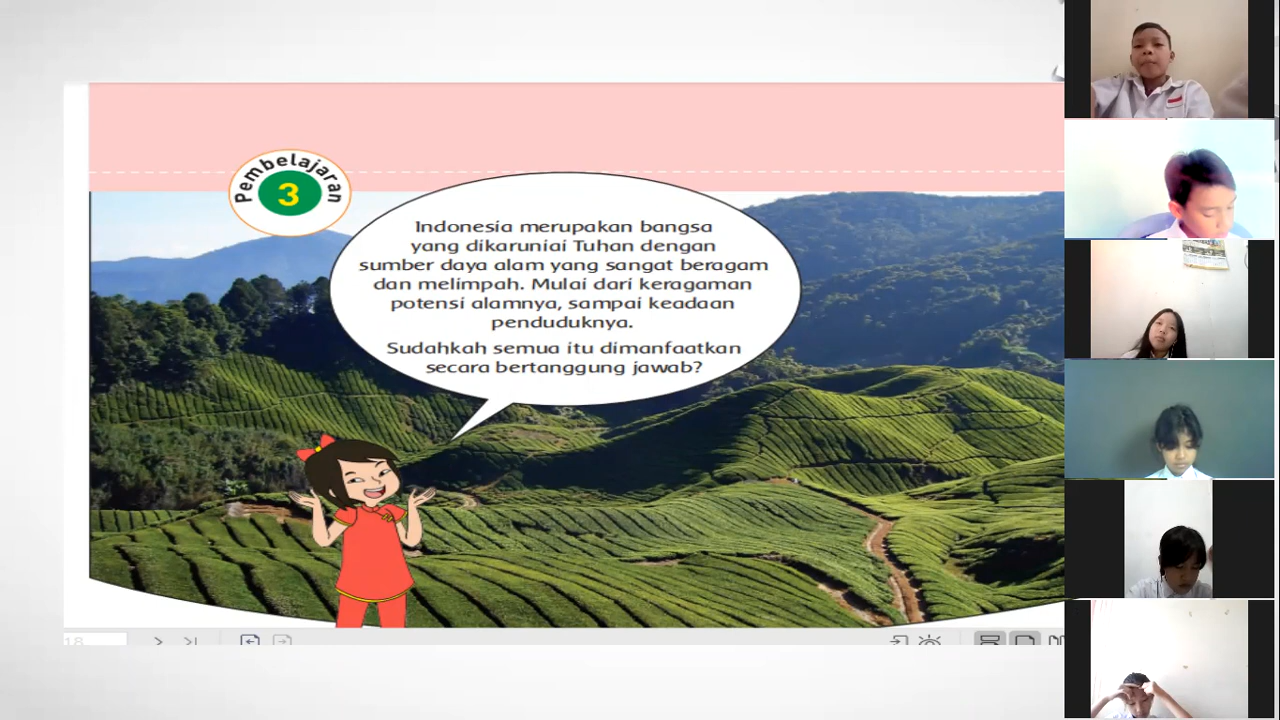 Pembelajaran
3
Indonesia merupakan bangsa
yang dikaruniai Tuhan dengan
sumber daya alam yang sangat beragam
dan melimpah. Mulai dari keragaman
potensi alamnya, sampai keadaan
penduduknya.
Sudahkah semua itu dimanfaatkan
secara bertanggung jawab?
18